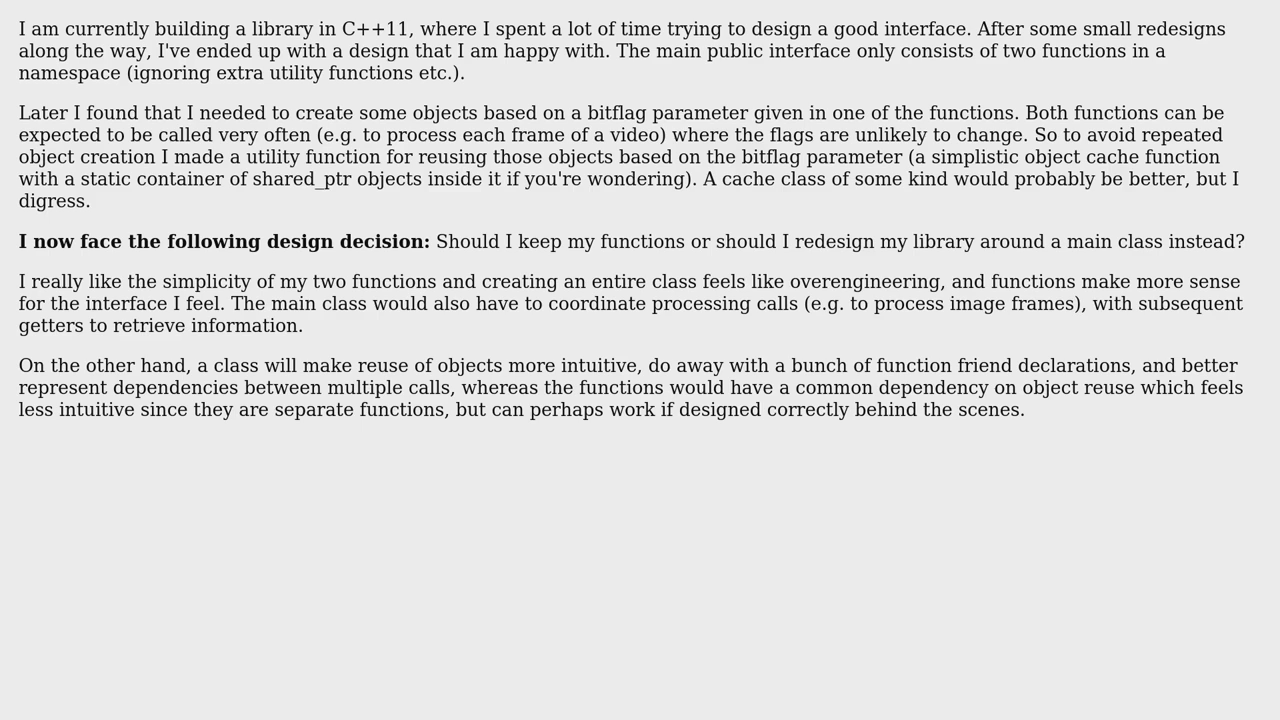 I am currently building a library in C++11, where I spent a lot of time trying to design a good interface. After some small redesigns
along the way, I've ended up with a design that I am happy with. The main public interface only consists of two functions in a
namespace (ignoring extra utility functions etc.).
Later I found that I needed to create some objects based on a bitflag parameter given in one of the functions. Both functions can be
expected to be called very often (e.g. to process each frame of a video) where the flags are unlikely to change. So to avoid repeated
object creation I made a utility function for reusing those objects based on the bitflag parameter (a simplistic object cache function
with a static container of shared_ptr objects inside it if you're wondering). A cache class of some kind would probably be better, but I
digress.
I now face the following design decision: Should I keep my functions or should I redesign my library around a main class instead?
I really like the simplicity of my two functions and creating an entire class feels like overengineering, and functions make more sense
for the interface I feel. The main class would also have to coordinate processing calls (e.g. to process image frames), with subsequent
getters to retrieve information.
On the other hand, a class will make reuse of objects more intuitive, do away with a bunch of function friend declarations, and better
represent dependencies between multiple calls, whereas the functions would have a common dependency on object reuse which feels
less intuitive since they are separate functions, but can perhaps work if designed correctly behind the scenes.